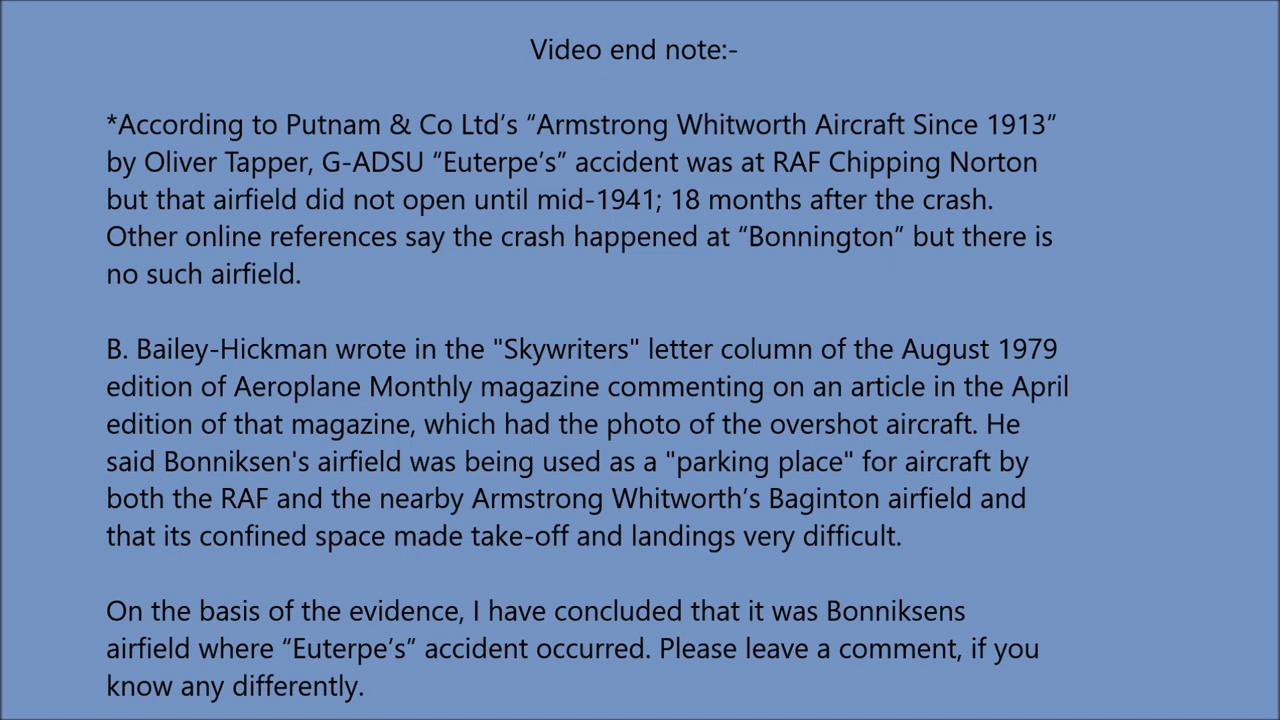 Video end note:-
*According to Putnam & Co Ltd’s “Armstrong Whitworth Aircraft Since 1913”
by Oliver Tapper, G-ADSU “Euterpe’s” accident was at RAF Chipping Norton
but that airfield did not open until mid-1941; 18 months after the crash.
Other online references say the crash happened at “Bonnington” but there is
no such airfield.
B. Bailey-Hickman wrote in the "Skywriters" letter column of the August 1979
edition of Aeroplane Monthly magazine commenting on an article in the April
edition of that magazine, which had the photo of the overshot aircraft. He
said Bonniksen's airfield was being used as a "parking place" for aircraft by
both the RAF and the nearby Armstrong Whitworth’s Baginton airfield and
that its confined space made take-off and landings very difficult.
On the basis of the evidence, I have concluded that it was Bonniksens
airfield where “Euterpe’s” accident occurred. Please leave a comment, if you
know any differently.